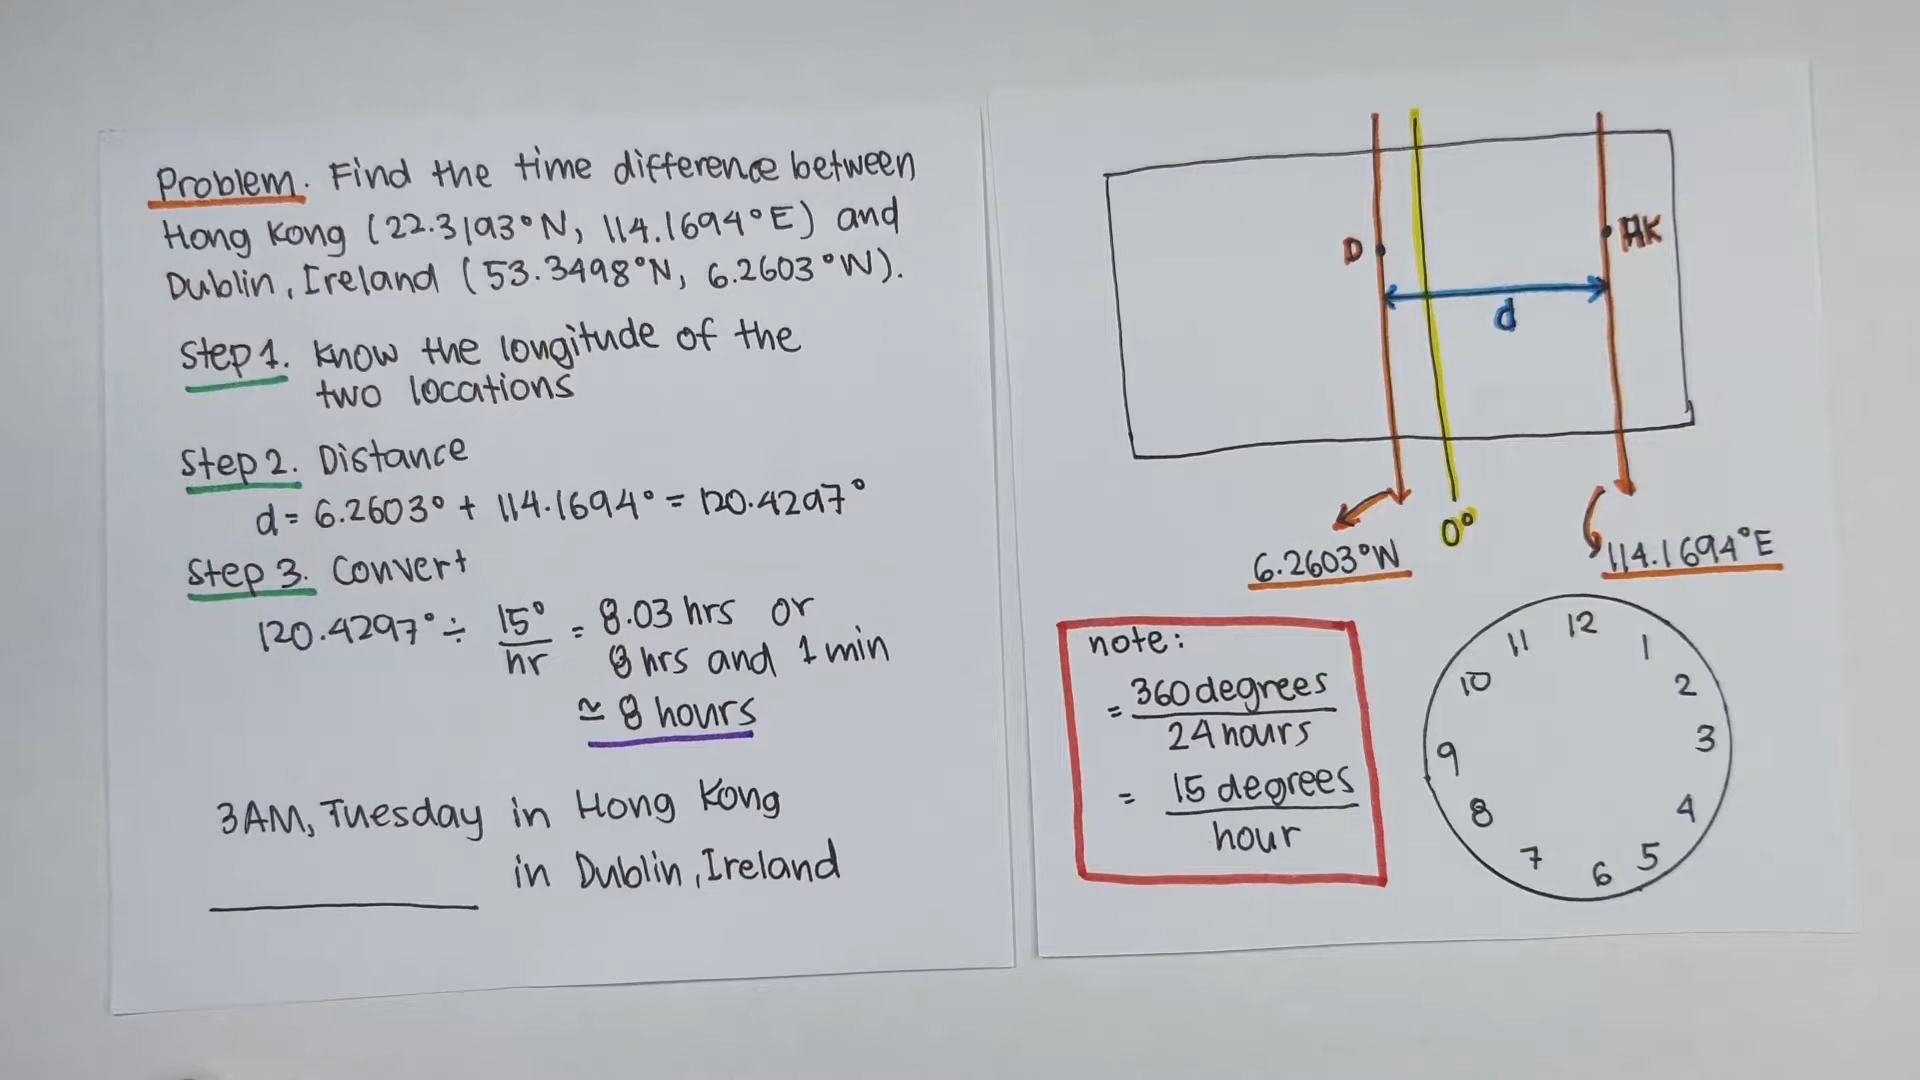 Problem. Find the time difference between
Hong Kong (22.3193°N, 114.1694°E) and
Dublin, Ireland (53.3498°N, 6.2603°W).
Step 1. Know the longitude of the
two locations
Step 2. Distance
d = 6.2603° + 114.1694° = 120.4297°
Step 3. Convert
120.4297° ÷ 15°/hr = 8.03 hrs or
8 hrs and 1 min
≃ 8 hours
3AM, Tuesday in Hong Kong
in Dublin, Ireland
D
HK
d
6.2603°W
0°
114.1694°E
note:
= 360 degrees
24 hours
= 15 degrees
hour
12
1
2
3
4
5
6
7
8
9
10
11